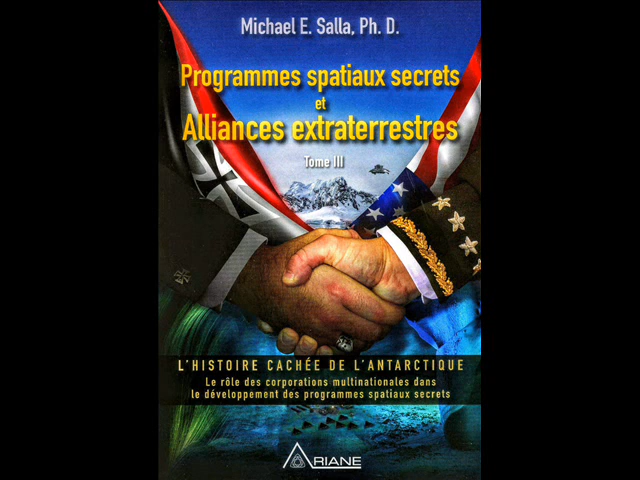 Michael E. Salla, Ph. D.
Programmes spatiaux secrets
et
Alliances extraterrestres
Tome III
L'HISTOIRE CACHÉE DE L'ANTARCTIQUE
Le rôle des corporations multinationales dans
le développement des programmes spatiaux secrets
ARIANE